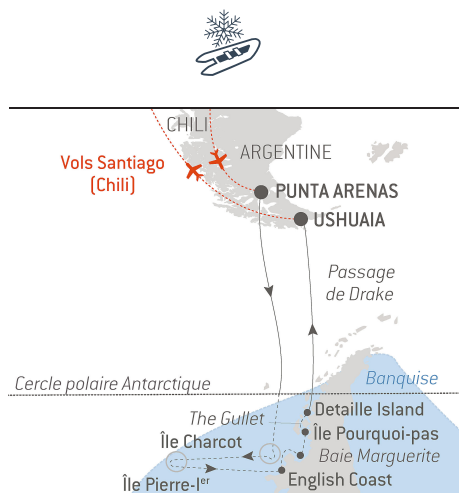 CHILI
ARGENTINE
Vols Santiago
(Chili)
PUNTA ARENAS
USHUAIA
Passage
de Drake
Cercle polaire Antarctique
Banquise
The Gullet
Detaille Island
Île Pourquoi-pas
Île Charcot
Baie Marguerite
Île Pierre-Ier
English Coast